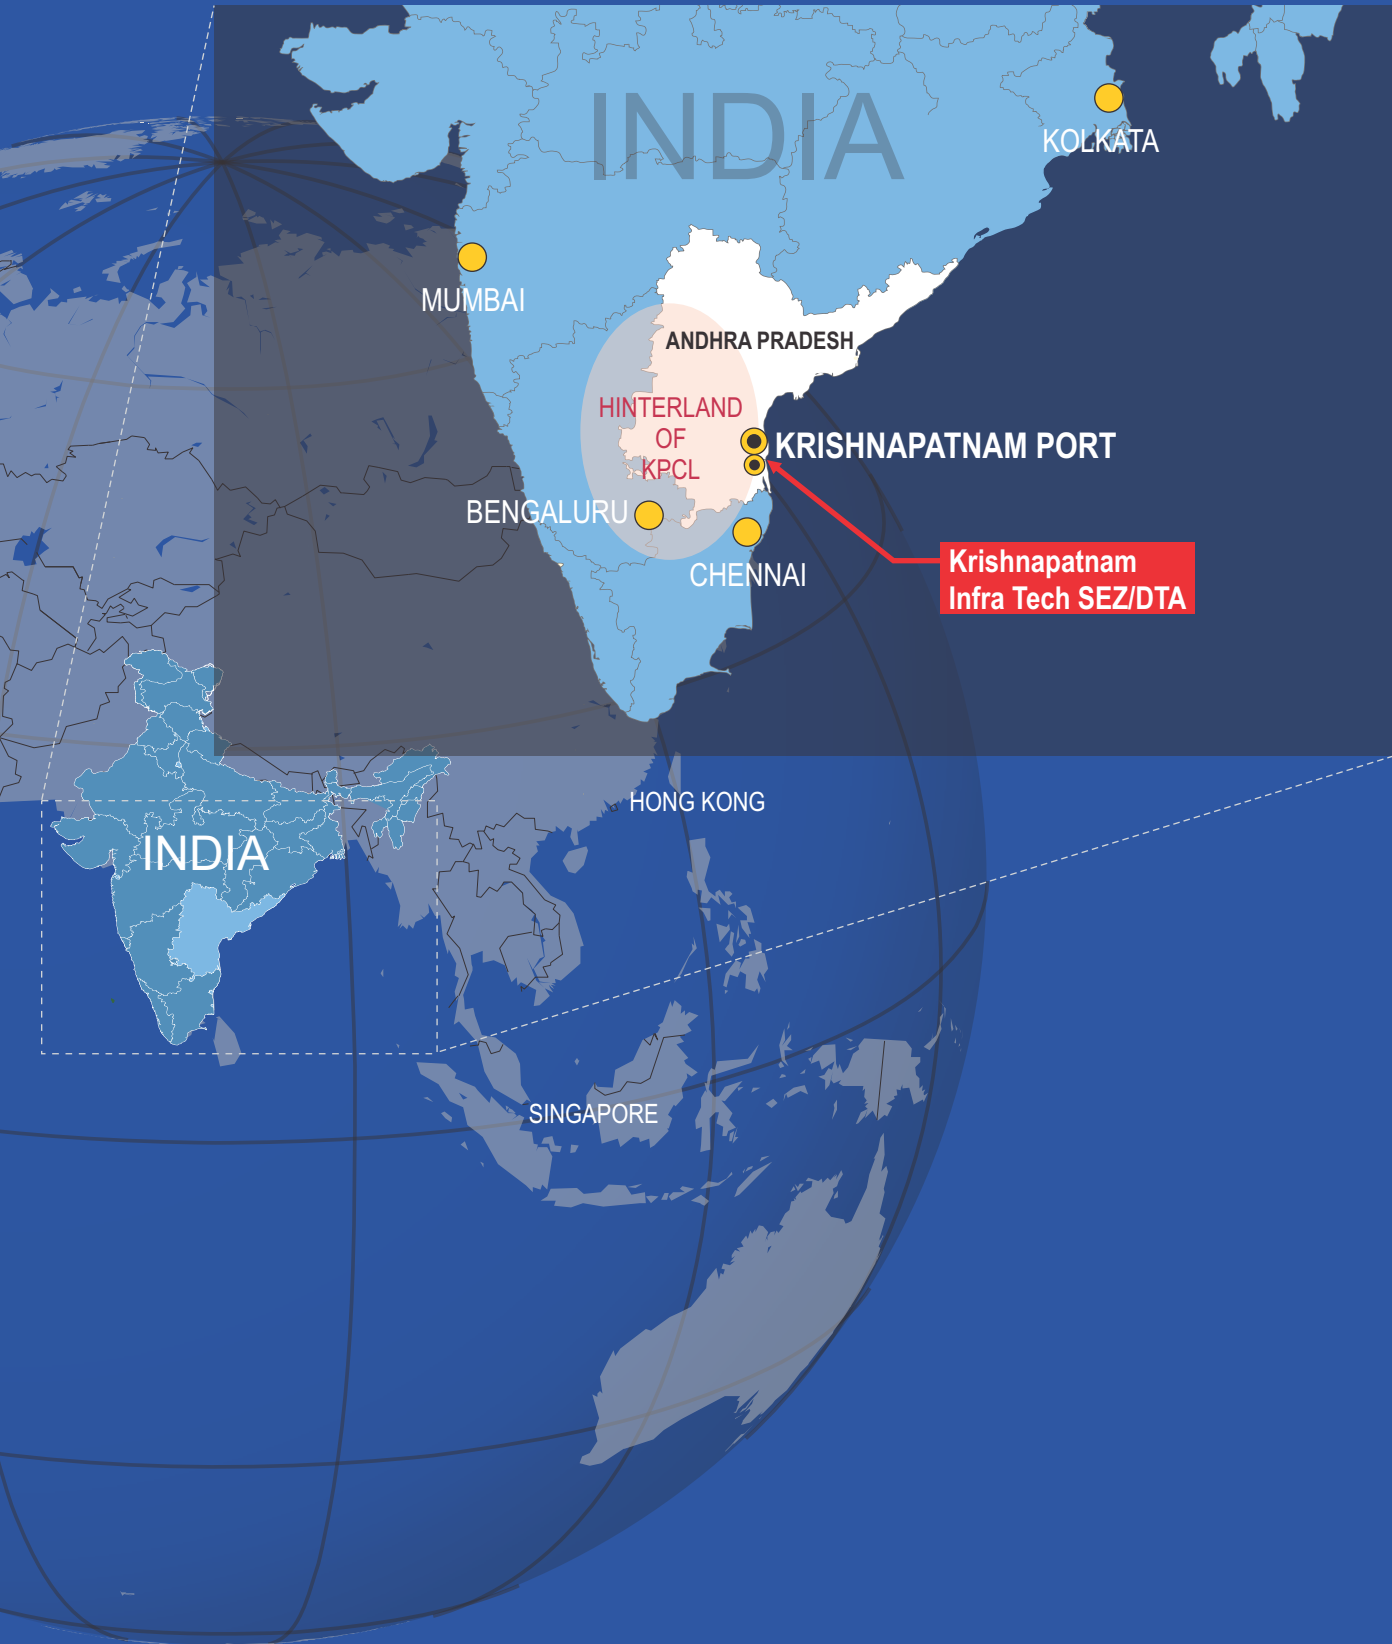 INDIA
KOLKATA
MUMBAI
ANDHRA PRADESH
HINTERLAND
OF
KPCL
KRISHNAPATNAM PORT
BENGALURU
CHENNAI
Krishnapatnam
Infra Tech SEZ/DTA
HONG KONG
INDIA
SINGAPORE